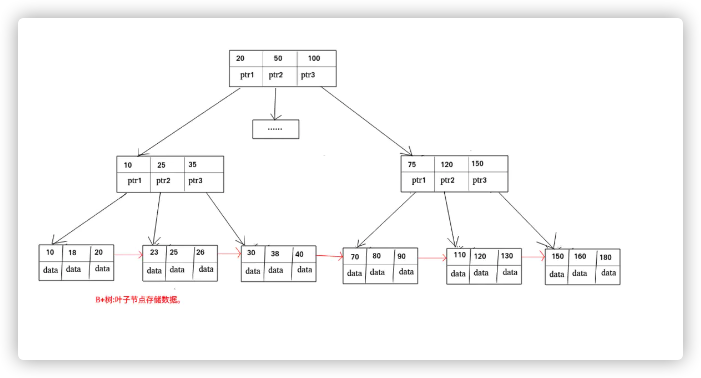 20 50 100
ptr1 ptr2 ptr3
......
10 25 35
ptr1 ptr2 ptr3
75 120 150
ptr1 ptr2 ptr3
10 18 20
data data data
23 25 26
data data data
30 38 40
data data data
70 80 90
data data data
110 120 130
data data data
150 160 180
data data data
B+树:叶子节点存储数据。